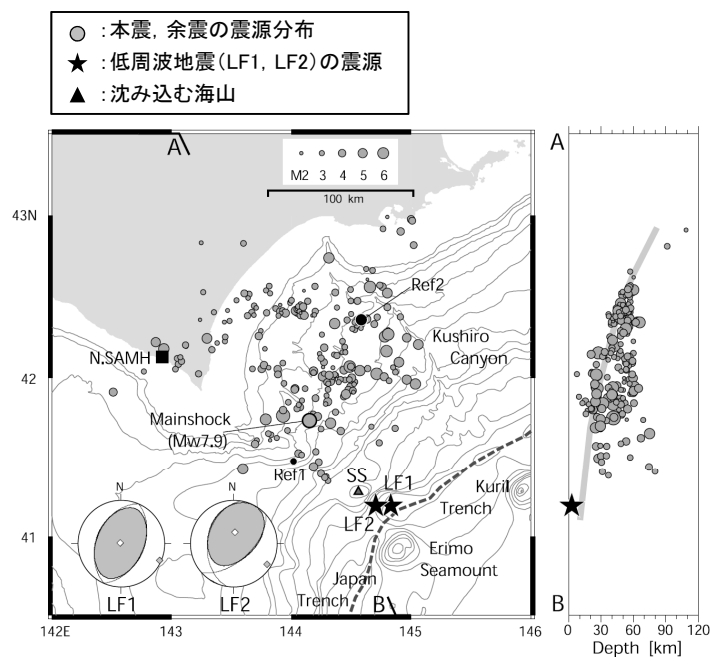 ：本震，余震の震源分布
：低周波地震（LF1，LF2）の震源
：沈み込む海山
A
A
M2 3 4 5 6
100 km
43N
Ref2
Kushiro
Canyon
N.SAMH
42
Mainshock
(Mw7.9)
Ref1
SS
LF1
LF2
Kuril
Trench
N
N
41
Erimo
Seamount
LF1
LF2
Japan
Trench
B
B
142E 143 144 145 146
0 30 60 90 120
Depth [km]